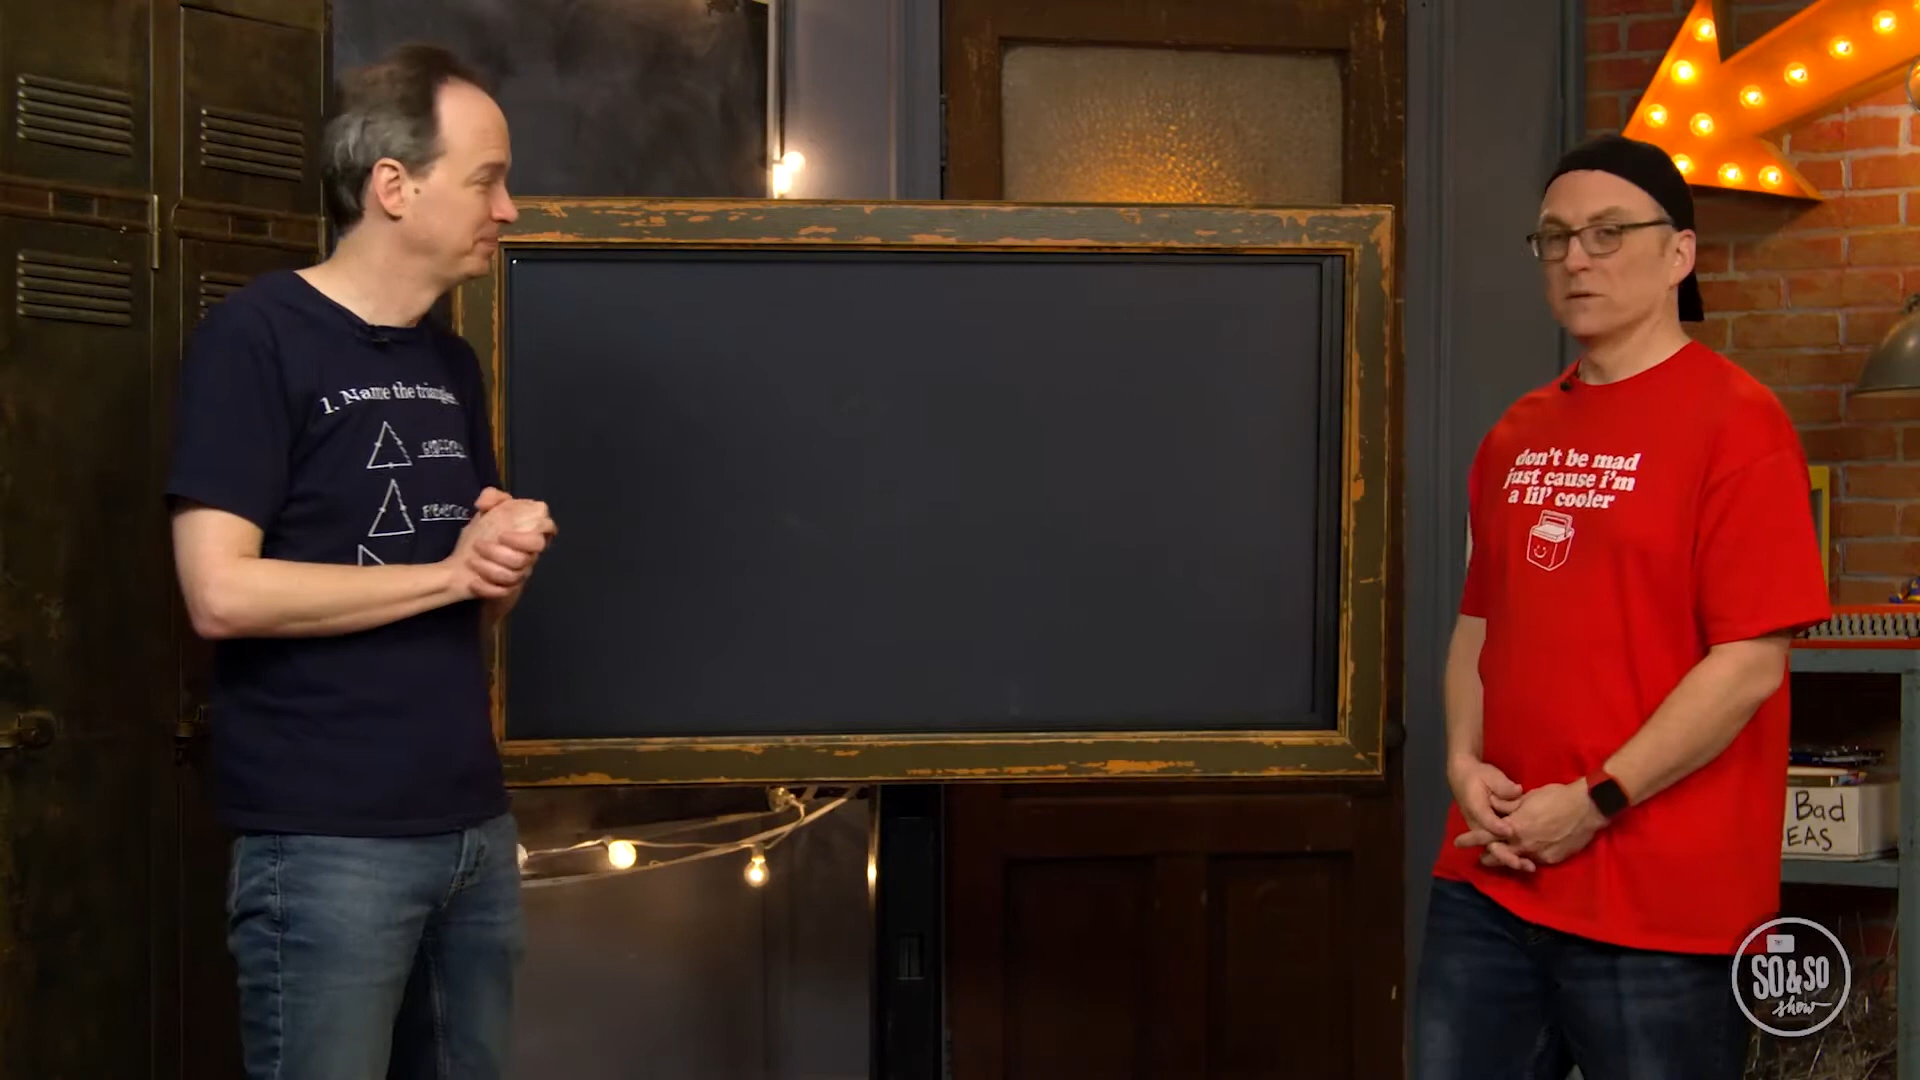 1. Name the triangles
don't be mad
just cause i'm
a lil' cooler
Bad
EAS
SO&SO
show